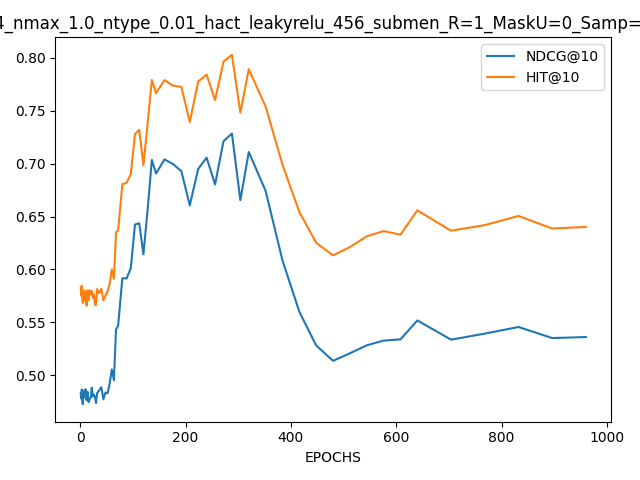 4_nmax_1.0_ntype_0.01_hact_leakyrelu_456_submen_R=1_MaskU=0_Samp=
NDCG@10
HIT@10
0.80
0.75
0.70
0.65
0.60
0.55
0.50
0 200 400 600 800 1000
EPOCHS